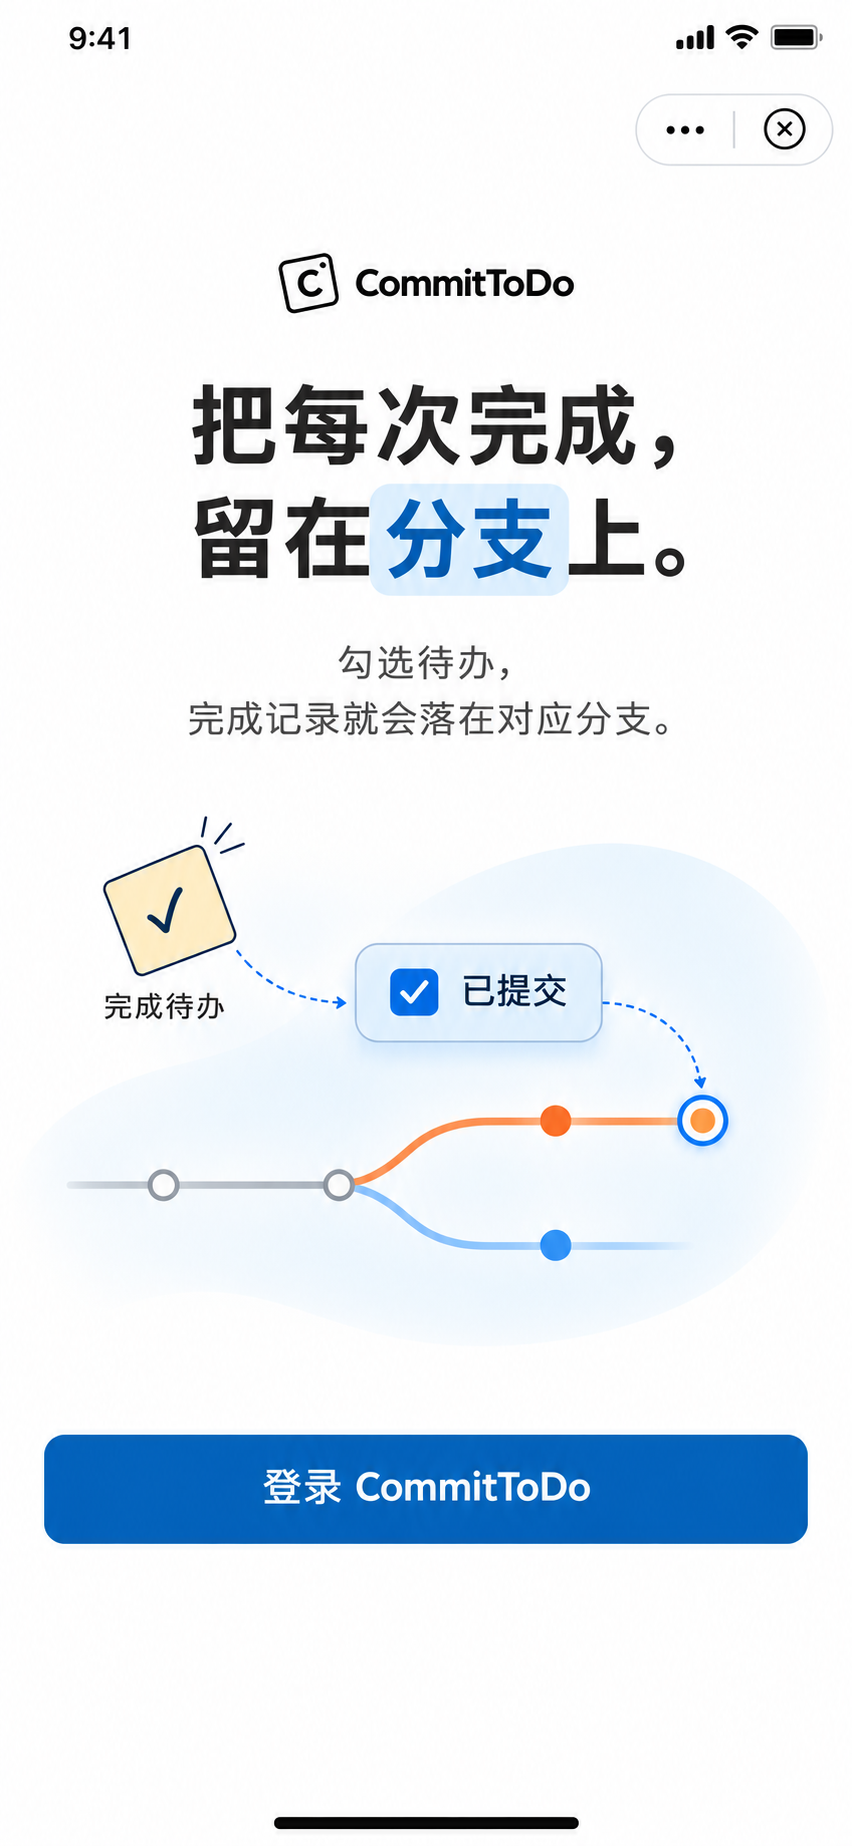 9:41
C
CommitToDo
把每次完成，
留在分支上。
勾选待办，
完成记录就会落在对应分支。
完成待办
已提交
登录 CommitToDo